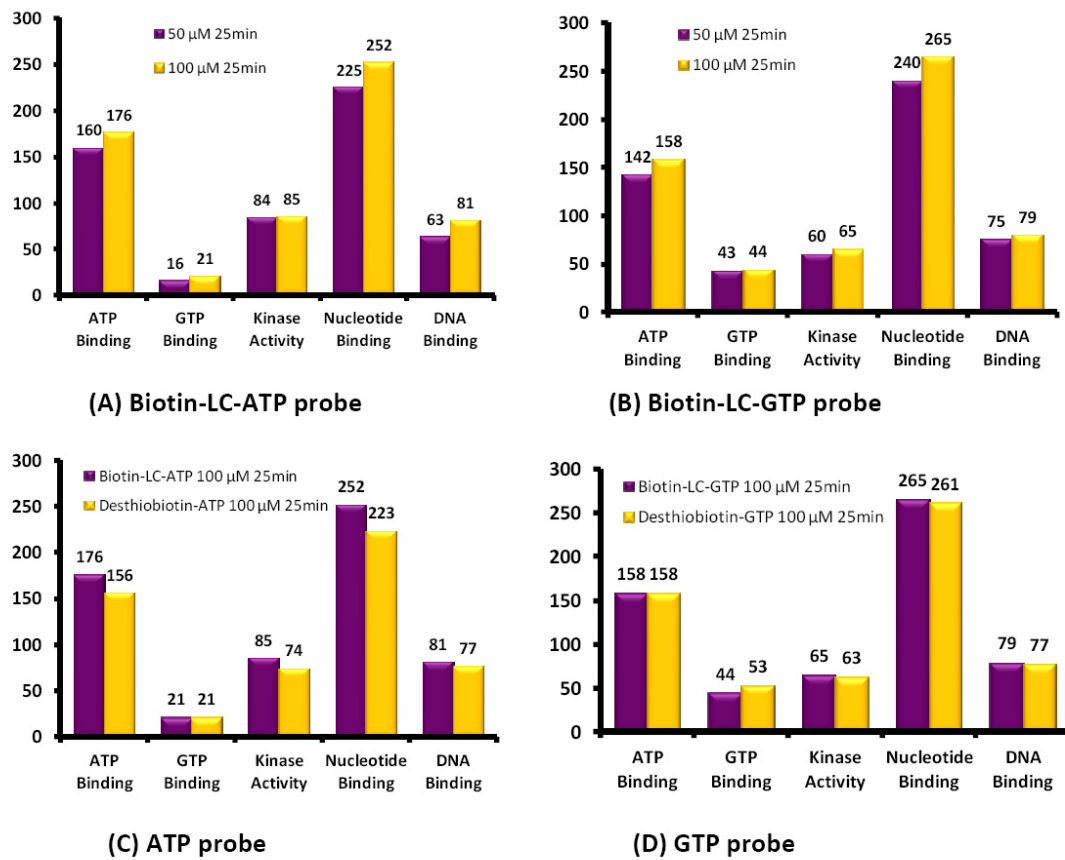 300
250
200
150
100
50
0
50 µM 25min
100 µM 25min
160 176
16 21
84 85
225 252
63 81
ATP Binding
GTP Binding
Kinase Activity
Nucleotide Binding
DNA Binding
(A) Biotin-LC-ATP probe
300
250
200
150
100
50
0
50 µM 25min
100 µM 25min
142 158
43 44
60 65
240 265
75 79
ATP Binding
GTP Binding
Kinase Activity
Nucleotide Binding
DNA Binding
(B) Biotin-LC-GTP probe
300
250
200
150
100
50
0
Biotin-LC-ATP 100 µM 25min
Desthiobiotin-ATP 100 µM 25min
176 156
21 21
85 74
252 223
81 77
ATP Binding
GTP Binding
Kinase Activity
Nucleotide Binding
DNA Binding
(C) ATP probe
300
250
200
150
100
50
0
Biotin-LC-GTP 100 µM 25min
Desthiobiotin-GTP 100 µM 25min
158 158
44 53
65 63
265 261
79 77
ATP Binding
GTP Binding
Kinase Activity
Nucleotide Binding
DNA Binding
(D) GTP probe